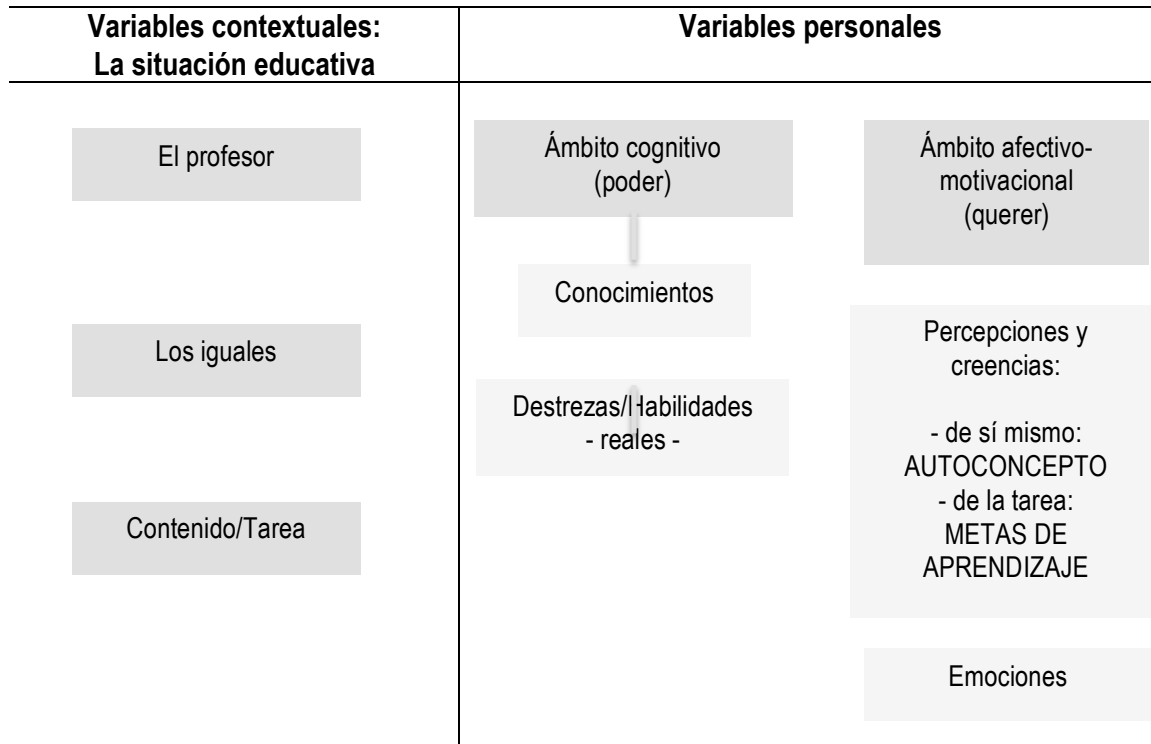 Variables contextuales:
La situación educativa
Variables personales
El profesor
Los iguales
Contenido/Tarea
Ámbito cognitivo
(poder)
Conocimientos
Destrezas/Habilidades
- reales -
Ámbito afectivo-
motivacional
(querer)
Percepciones y
creencias:
- de sí mismo:
AUTOCONCEPTO
- de la tarea:
METAS DE
APRENDIZAJE
Emociones